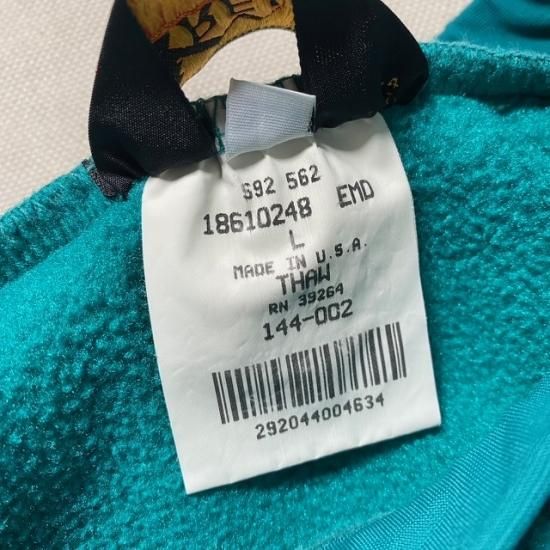 592 562
18610248 EMD
L
MADE IN U.S.A.
THAW
RN 39264
144-002
292044004634